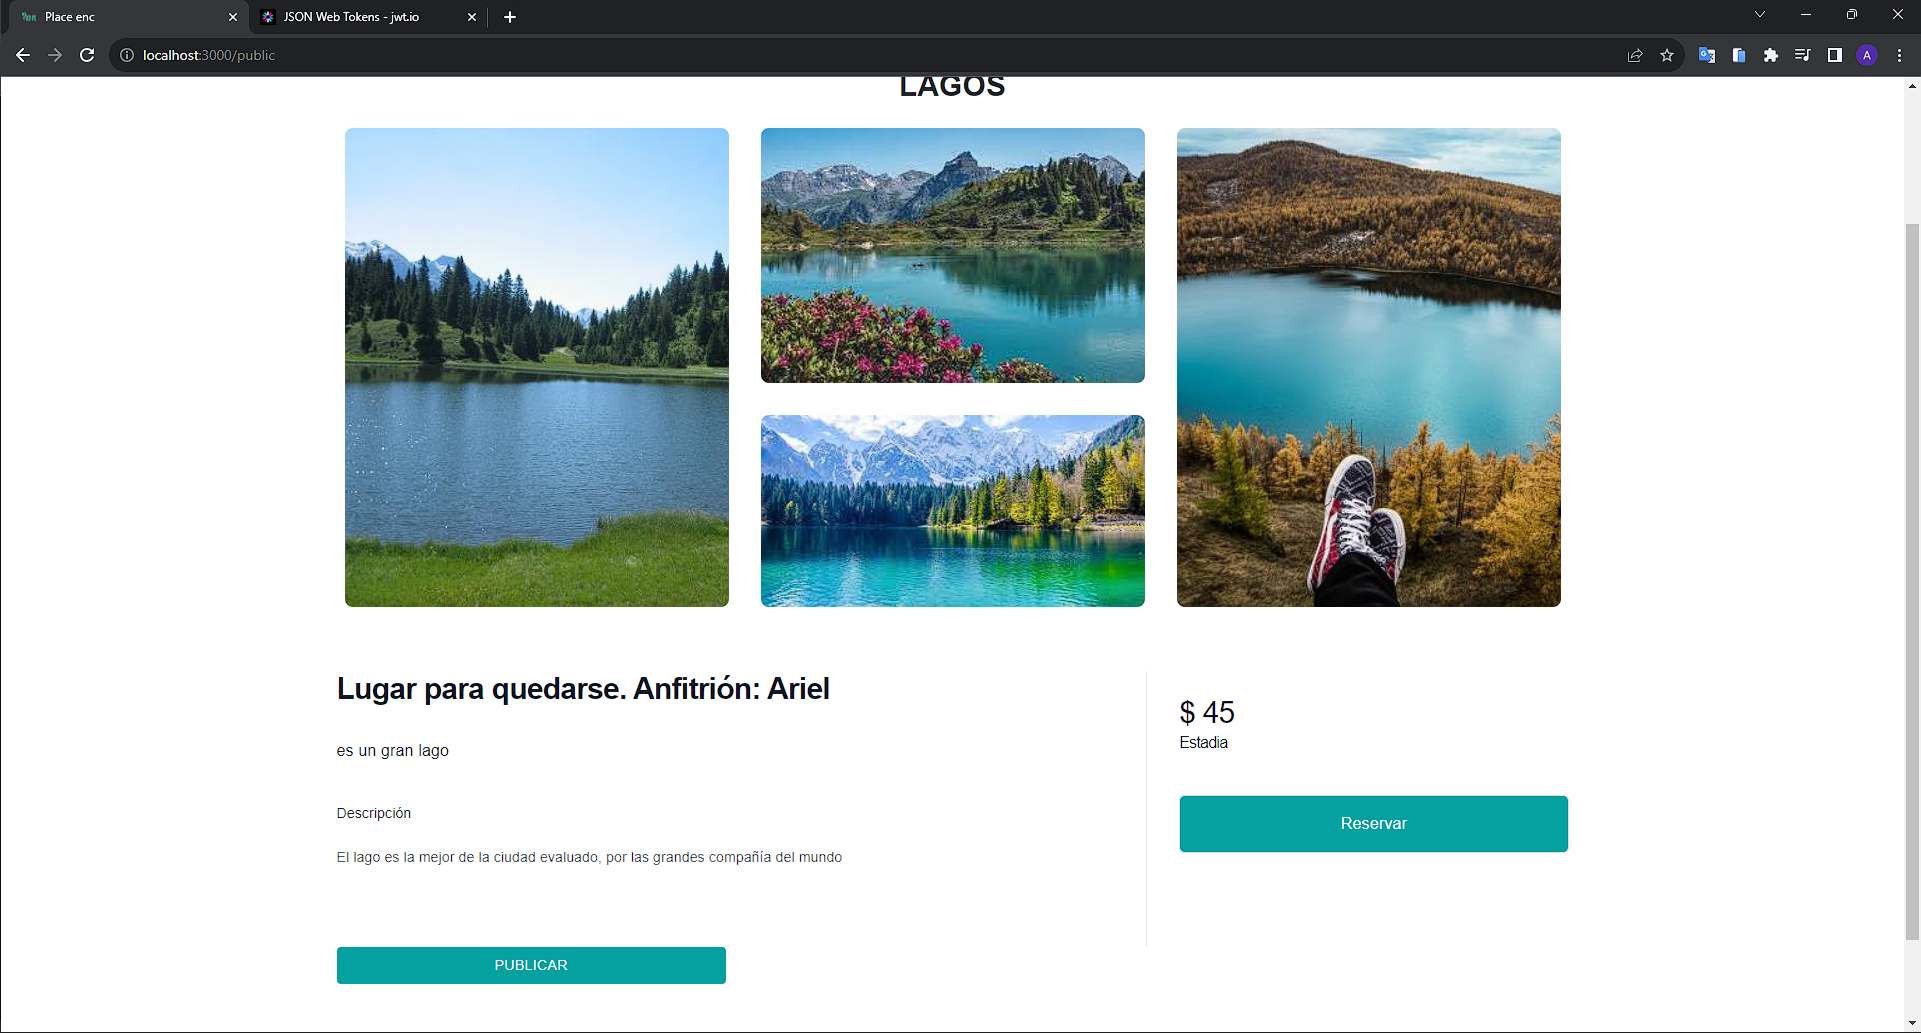 Place enc
JSON Web Tokens - jwt.io
localhost:3000/public
A
LAGOS
Lugar para quedarse. Anfitrión: Ariel
es un gran lago
Descripción
El lago es la mejor de la ciudad evaluado, por las grandes compañía del mundo
PUBLICAR
$ 45
Estadia
Reservar